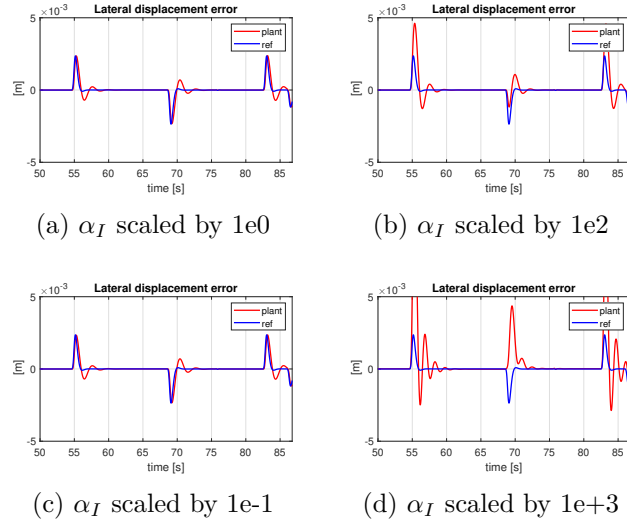 Lateral displacement error
×10⁻³
5
0
-5
[m]
plant
ref
50 55 60 65 70 75 80 85
time [s]
(a) α_I scaled by 1e0
Lateral displacement error
×10⁻³
5
0
-5
[m]
plant
ref
50 55 60 65 70 75 80 85
time [s]
(b) α_I scaled by 1e2
Lateral displacement error
×10⁻³
5
0
-5
[m]
plant
ref
50 55 60 65 70 75 80 85
time [s]
(c) α_I scaled by 1e-1
Lateral displacement error
×10⁻³
5
0
-5
[m]
plant
ref
50 55 60 65 70 75 80 85
time [s]
(d) α_I scaled by 1e+3